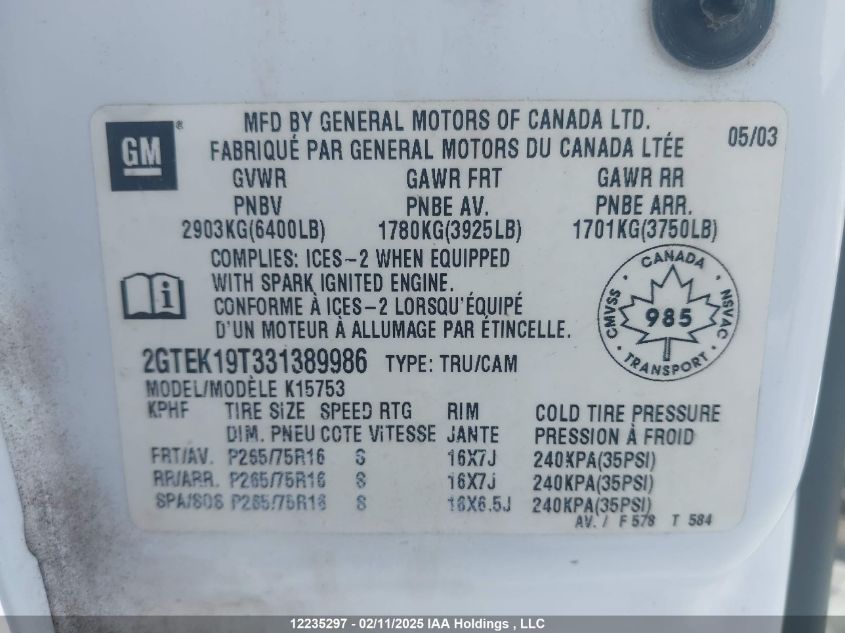 GM ®
MFD BY GENERAL MOTORS OF CANADA LTD.
05/03
FABRIQUÉ PAR GENERAL MOTORS DU CANADA LTÉE
GVWR GAWR FRT GAWR RR
PNBV PNBE AV. PNBE ARR.
2903KG(6400LB) 1780KG(3925LB) 1701KG(3750LB)
COMPLIES: ICES-2 WHEN EQUIPPED
WITH SPARK IGNITED ENGINE.
CONFORME À ICES-2 LORSQU'ÉQUIPÉ
D'UN MOTEUR À ALLUMAGE PAR ÉTINCELLE.
i
CANADA
CMVSS 985 NSVAC
2GTEK19T331389986 TYPE: TRU/CAM
MODEL/MODÈLE K15753
KPHF TIRE SIZE SPEED RTG RIM COLD TIRE PRESSURE
DIM. PNEU COTE VITESSE JANTE PRESSION À FROID
FRT/AV. P265/75R16 S 16X7J 240KPA(35PSI)
RR/ARR. P265/75R16 S 16X7J 240KPA(35PSI)
SPA/SOS P265/75R16 S 16X6.5J 240KPA(35PSI)
AV. / F 578 T 584
12235297 - 02/11/2025 IAA Holdings , LLC